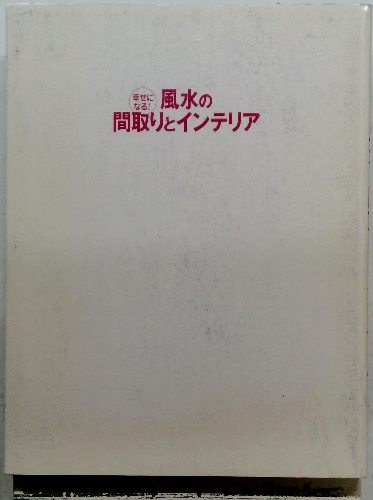 幸せに
なる!
風水の
間取りとインテリア